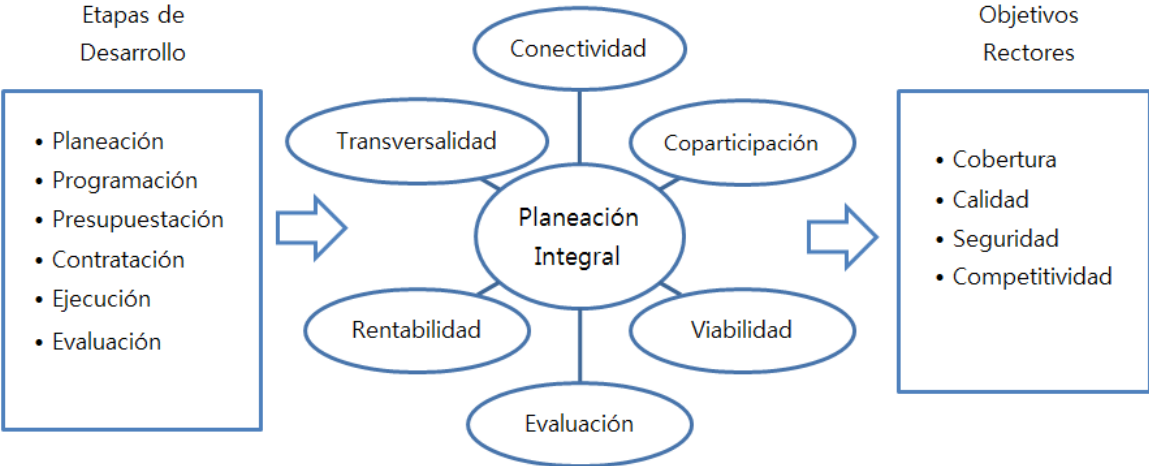 Etapas de
Desarrollo
• Planeación
• Programación
• Presupuestación
• Contratación
• Ejecución
• Evaluación
Conectividad
Transversalidad
Coparticipación
Planeación
Integral
Rentabilidad
Viabilidad
Evaluación
Objetivos
Rectores
• Cobertura
• Calidad
• Seguridad
• Competitividad